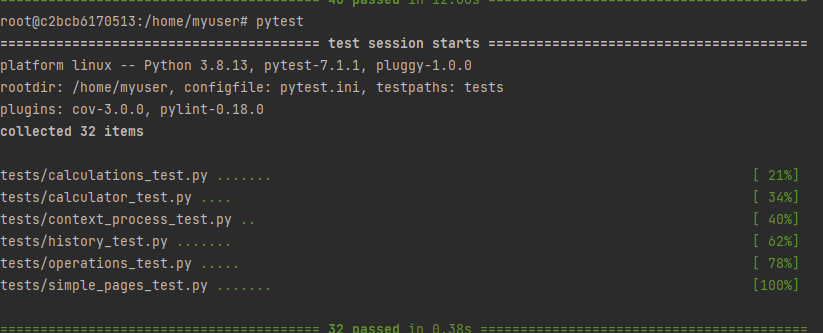 ======================================== 40 passed in 12.00s =========================================
root@c2bcb6170513:/home/myuser# pytest
======================================== test session starts ========================================
platform linux -- Python 3.8.13, pytest-7.1.1, pluggy-1.0.0
rootdir: /home/myuser, configfile: pytest.ini, testpaths: tests
plugins: cov-3.0.0, pylint-0.18.0
collected 32 items
tests/calculations_test.py ....... [ 21%]
tests/calculator_test.py .... [ 34%]
tests/context_process_test.py .. [ 40%]
tests/history_test.py ....... [ 62%]
tests/operations_test.py ..... [ 78%]
tests/simple_pages_test.py ....... [100%]
======================================== 32 passed in 0.38s =========================================